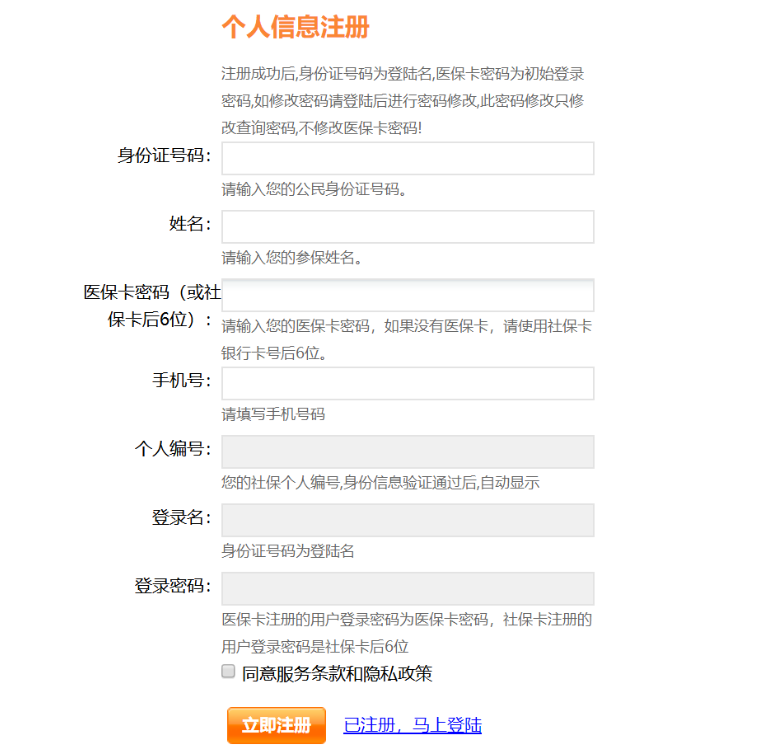 个人信息注册
注册成功后,身份证号码为登陆名,医保卡密码为初始登录
密码,如修改密码请登陆后进行密码修改,此密码修改只修
改查询密码,不修改医保卡密码!
身份证号码：
请输入您的公民身份证号码。
姓名：
请输入您的参保姓名。
医保卡密码（或社
保卡后6位）：
请输入您的医保卡密码，如果没有医保卡，请使用社保卡
银行卡号后6位。
手机号：
请填写手机号码
个人编号：
您的社保个人编号,身份信息验证通过后,自动显示
登录名：
身份证号码为登陆名
登录密码：
医保卡注册的用户登录密码为医保卡密码，社保卡注册的
用户登录密码是社保卡后6位
同意服务条款和隐私政策
立即注册 已注册，马上登陆